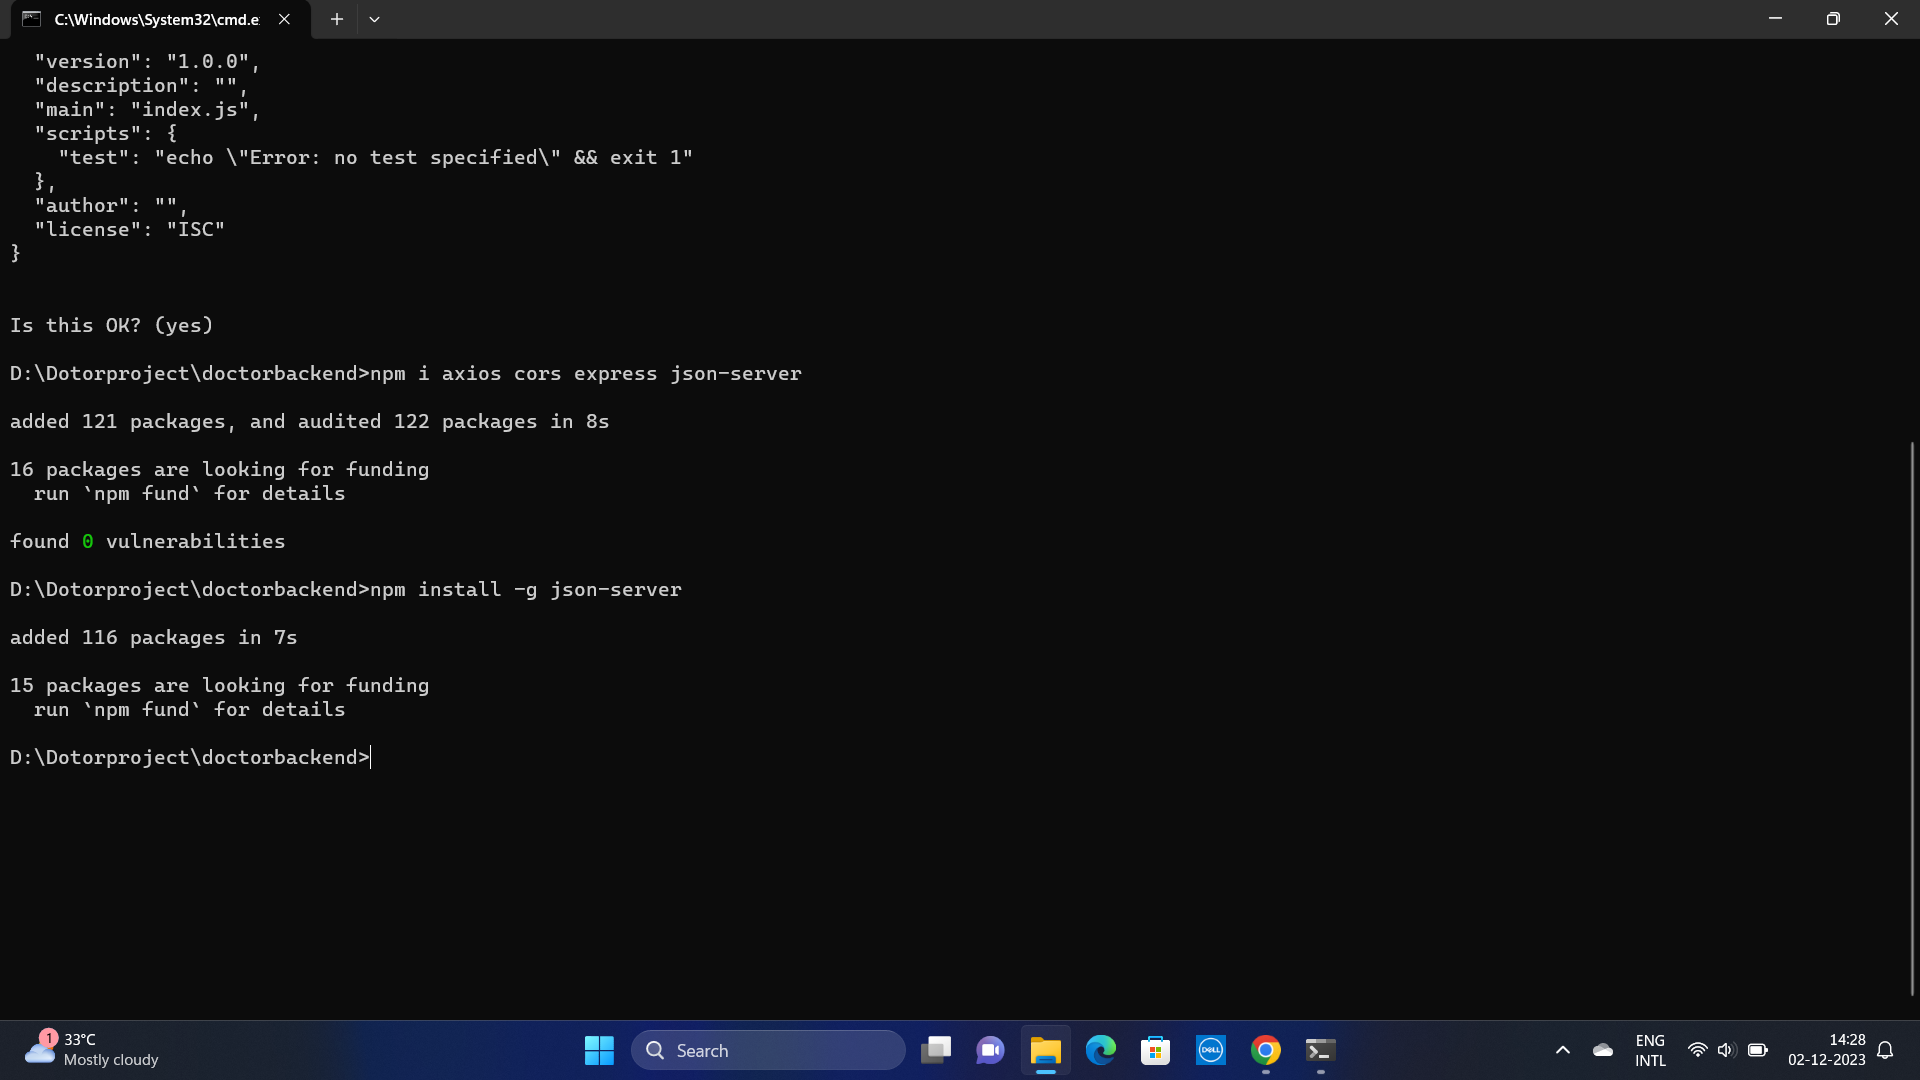 C:\Windows\System32\cmd.e
"version": "1.0.0",
"description": "",
"main": "index.js",
"scripts": {
"test": "echo \"Error: no test specified\" && exit 1"
},
"author": "",
"license": "ISC"
}
Is this OK? (yes)
D:\Dotorproject\doctorbackend>npm i axios cors express json-server
added 121 packages, and audited 122 packages in 8s
16 packages are looking for funding
run `npm fund` for details
found 0 vulnerabilities
D:\Dotorproject\doctorbackend>npm install -g json-server
added 116 packages in 7s
15 packages are looking for funding
run `npm fund` for details
D:\Dotorproject\doctorbackend>
1
33°C
Mostly cloudy
Search
DELL
ENG
INTL
14:28
02-12-2023